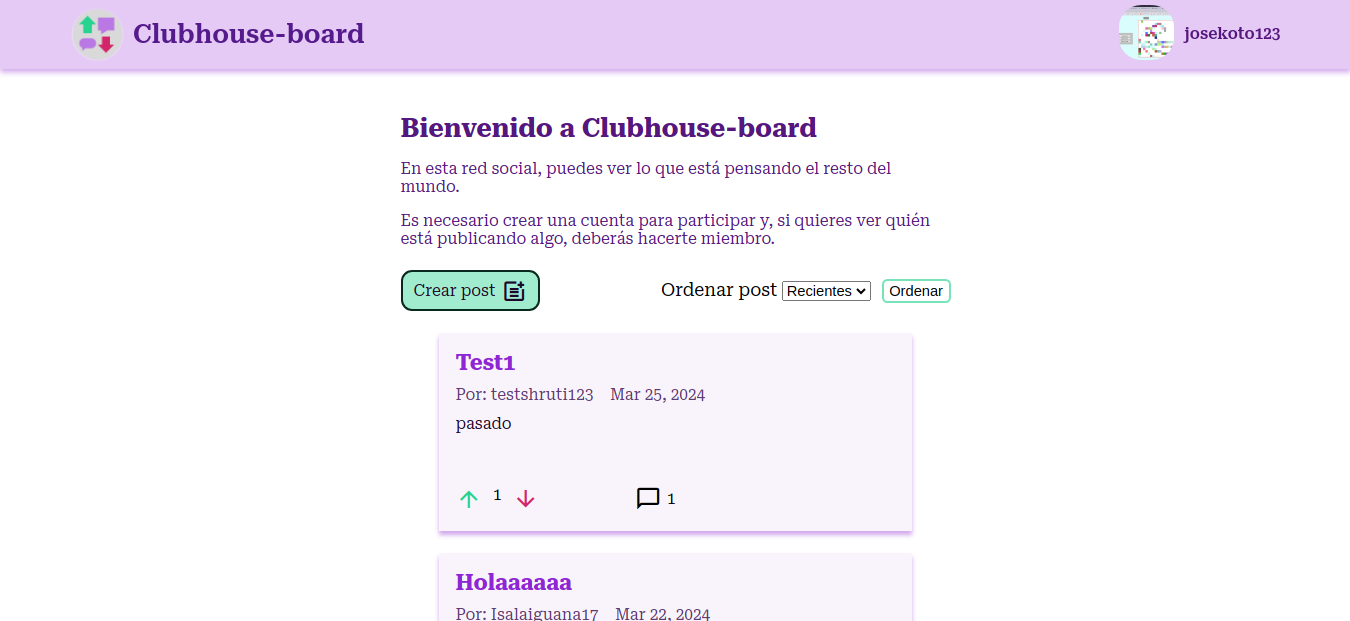 Clubhouse-board
josekoto123
Bienvenido a Clubhouse-board
En esta red social, puedes ver lo que está pensando el resto del
mundo.
Es necesario crear una cuenta para participar y, si quieres ver quién
está publicando algo, deberás hacerte miembro.
Crear post
Ordenar post Recientes Ordenar
Test1
Por: testshruti123 Mar 25, 2024
pasado
1 1
Holaaaaaa
Por: Isalaiguana17 Mar 22, 2024